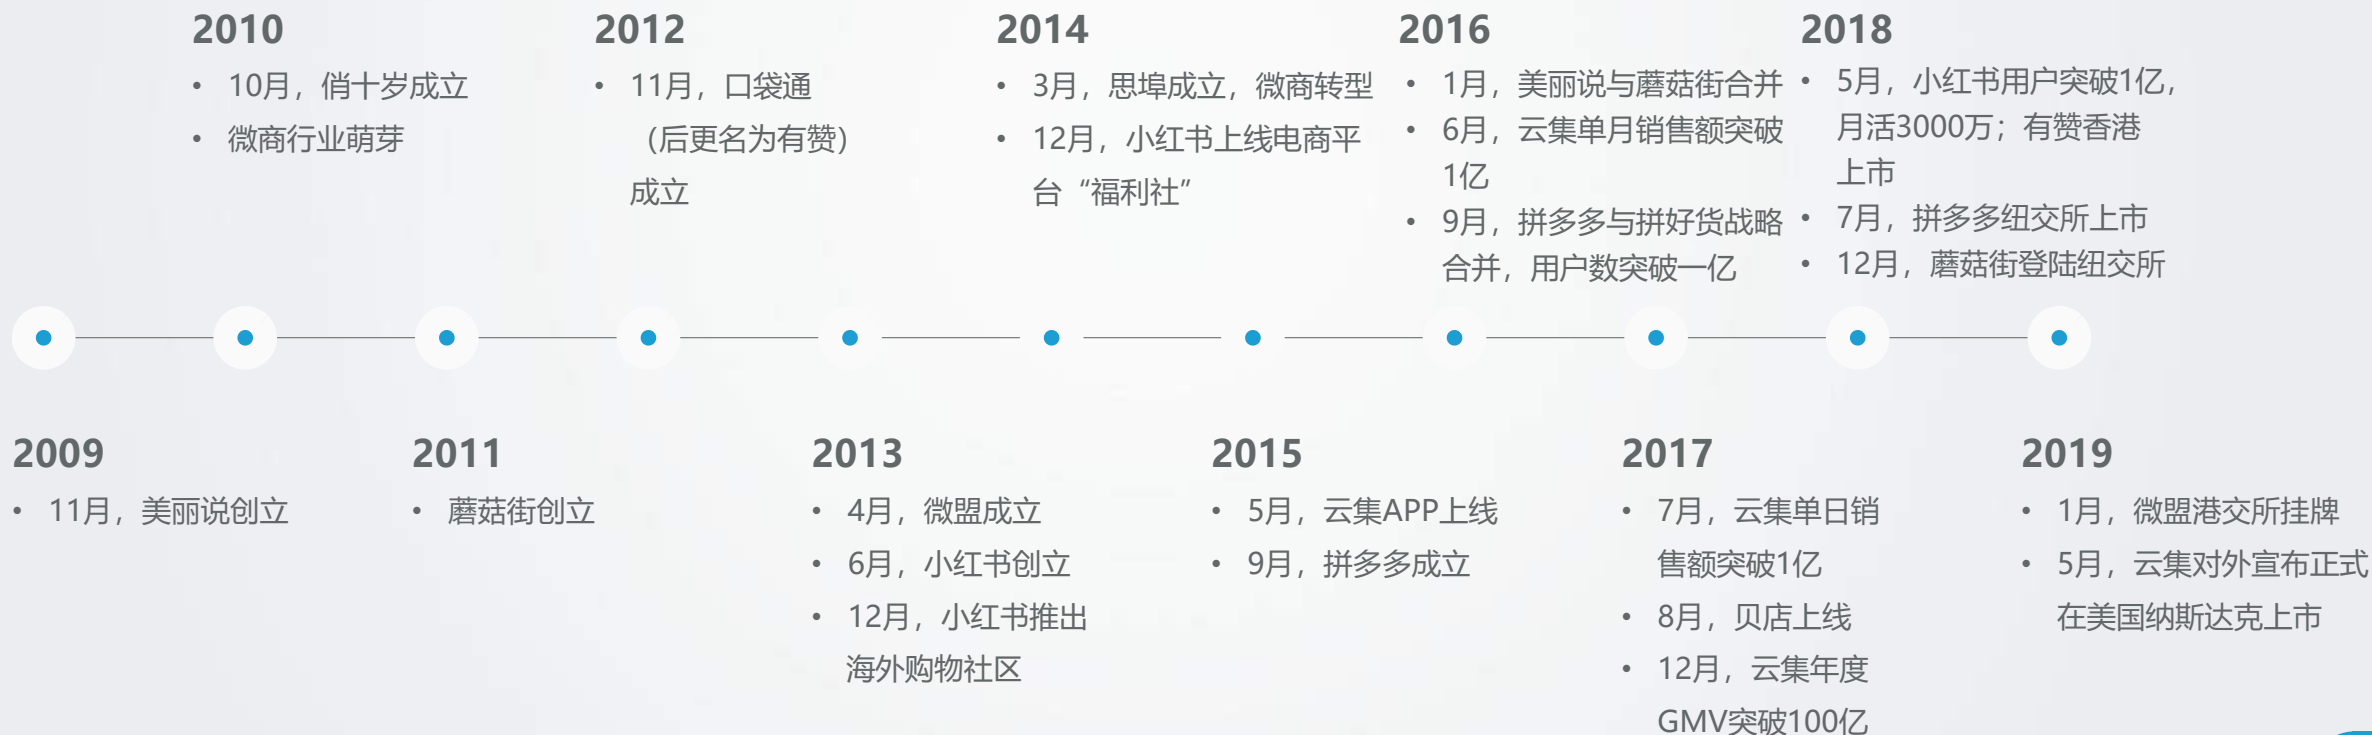 2010
• 10月，俏十岁成立
• 微商行业萌芽
2012
• 11月，口袋通
（后更名为有赞）
成立
2014
• 3月，思埠成立，微商转型
• 12月，小红书上线电商平
台“福利社”
2016
• 1月，美丽说与蘑菇街合并
• 6月，云集单月销售额突破
1亿
• 9月，拼多多与拼好货战略
合并，用户数突破一亿
2018
• 5月，小红书用户突破1亿，
月活3000万；有赞香港
上市
• 7月，拼多多纽交所上市
• 12月，蘑菇街登陆纽交所
2009
• 11月，美丽说创立
2011
• 蘑菇街创立
2013
• 4月，微盟成立
• 6月，小红书创立
• 12月，小红书推出
海外购物社区
2015
• 5月，云集APP上线
• 9月，拼多多成立
2017
• 7月，云集单日销
售额突破1亿
• 8月，贝店上线
• 12月，云集年度
GMV突破100亿
2019
• 1月，微盟港交所挂牌
• 5月，云集对外宣布正式
在美国纳斯达克上市